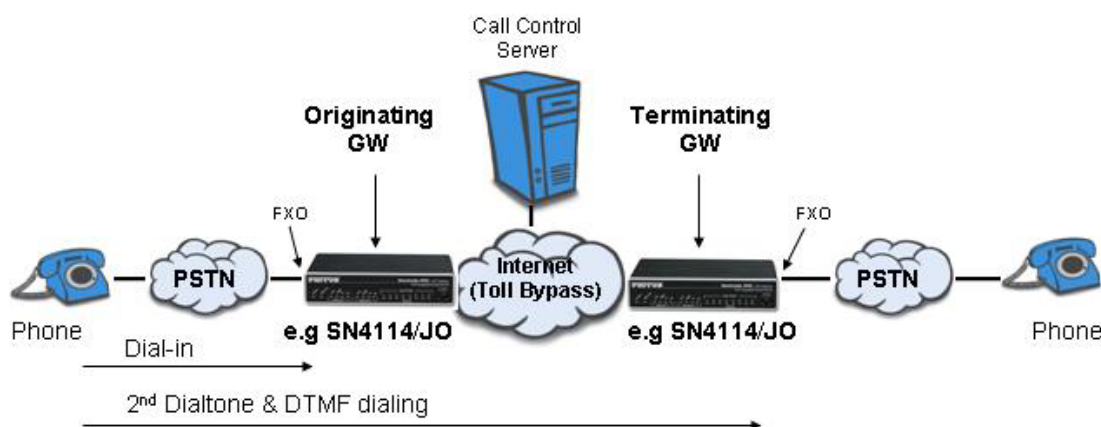 Call Control
Server
Originating
GW
Terminating
GW
FXO
FXO
PSTN
Internet
(Toll Bypass)
PSTN
Phone
e.g SN4114/JO
e.g SN4114/JO
Phone
Dial-in
2nd Dialtone & DTMF dialing